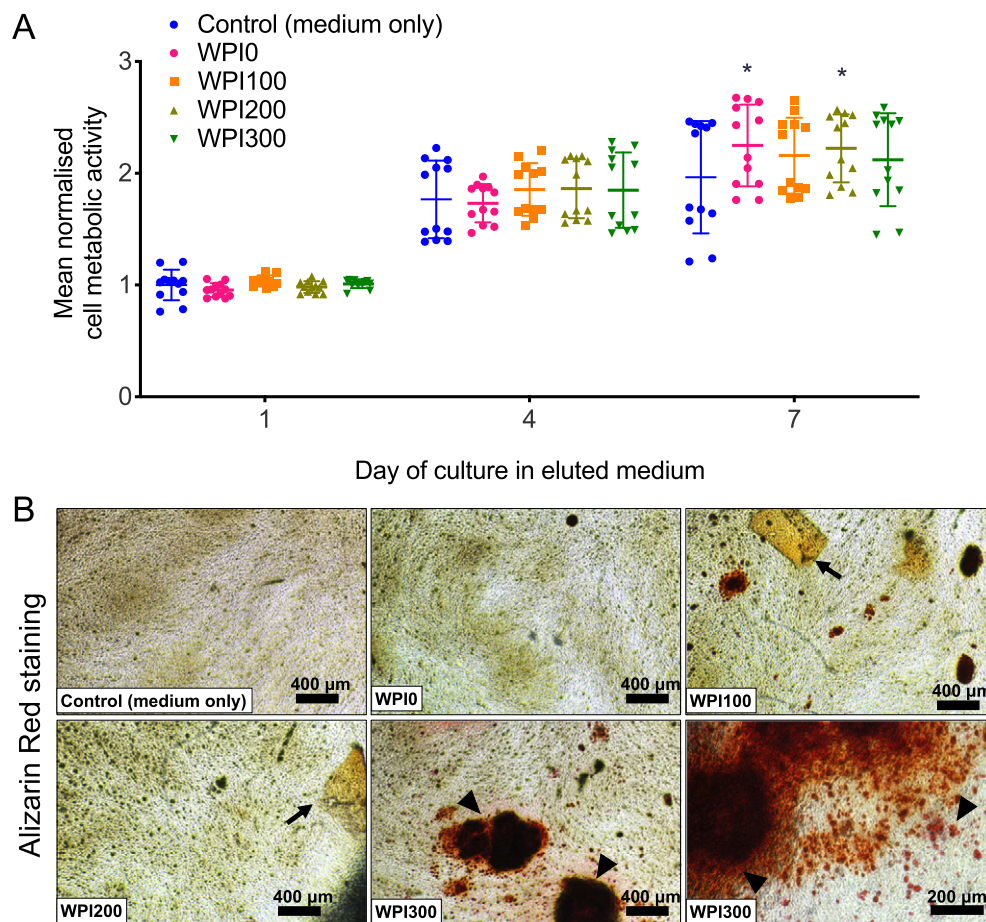 A
Control (medium only)
WPI0
WPI100
WPI200
WPI300
Mean normalised
cell metabolic activity
3
2
1
0
*
*
1
4
7
Day of culture in eluted medium
B
Alizarin Red staining
400 µm
Control (medium only)
400 µm
WPI0
400 µm
WPI100
400 µm
WPI200
400 µm
WPI300
200 µm
WPI300